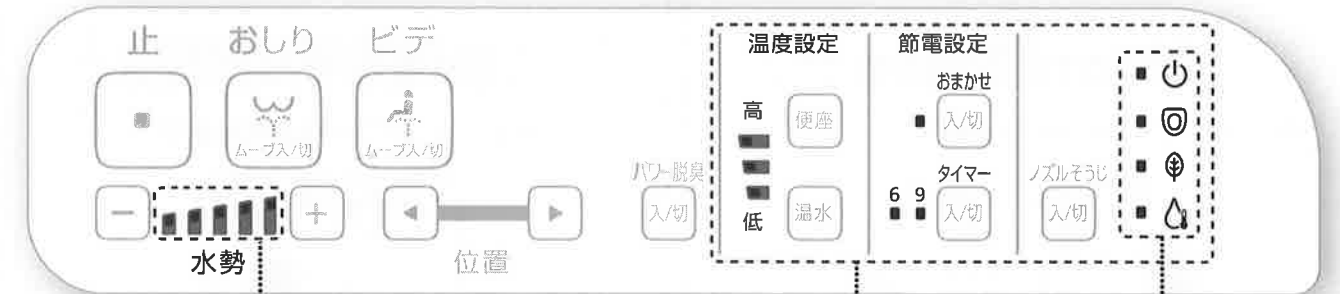 止 おしり ビデ
ムーブ入/切 ムーブ入/切
水勢
位置
パワー脱臭
入/切
温度設定
高
便座
低
温水
節電設定
おまかせ
入/切
タイマー
6 9
入/切
ノズルそうじ
入/切